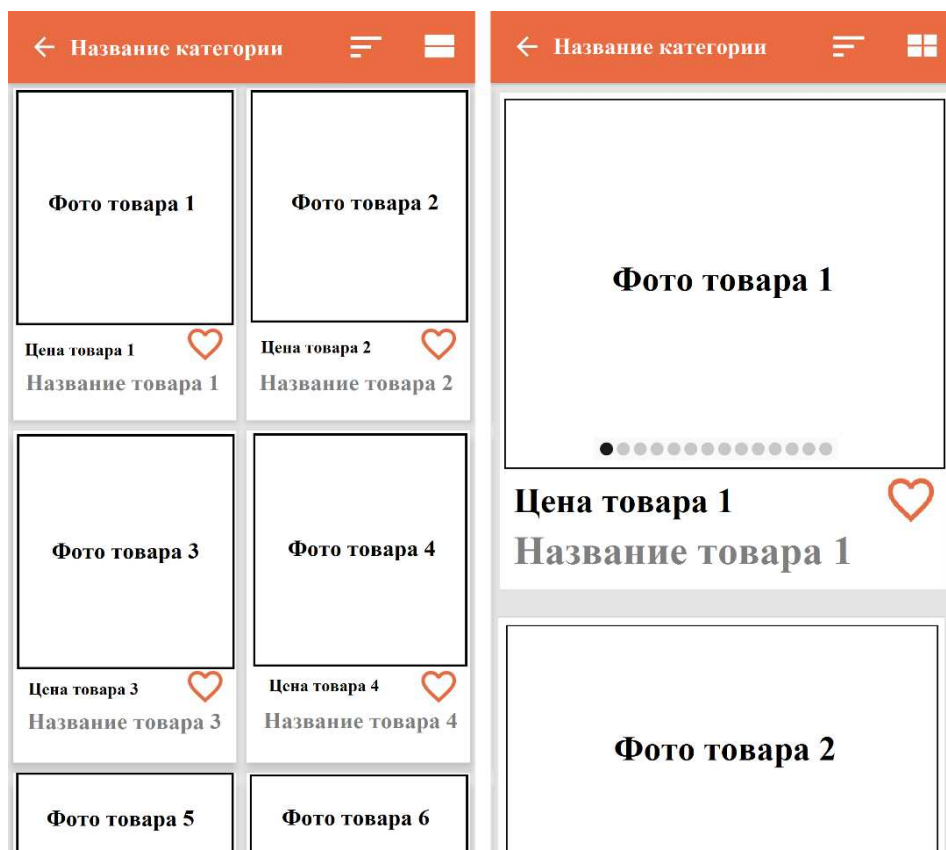 Название категории
Фото товара 1
Фото товара 2
Цена товара 1
Цена товара 2
Название товара 1
Название товара 2
Фото товара 3
Фото товара 4
Цена товара 3
Цена товара 4
Название товара 3
Название товара 4
Фото товара 5
Фото товара 6
Название категории
Фото товара 1
Цена товара 1
Название товара 1
Фото товара 2